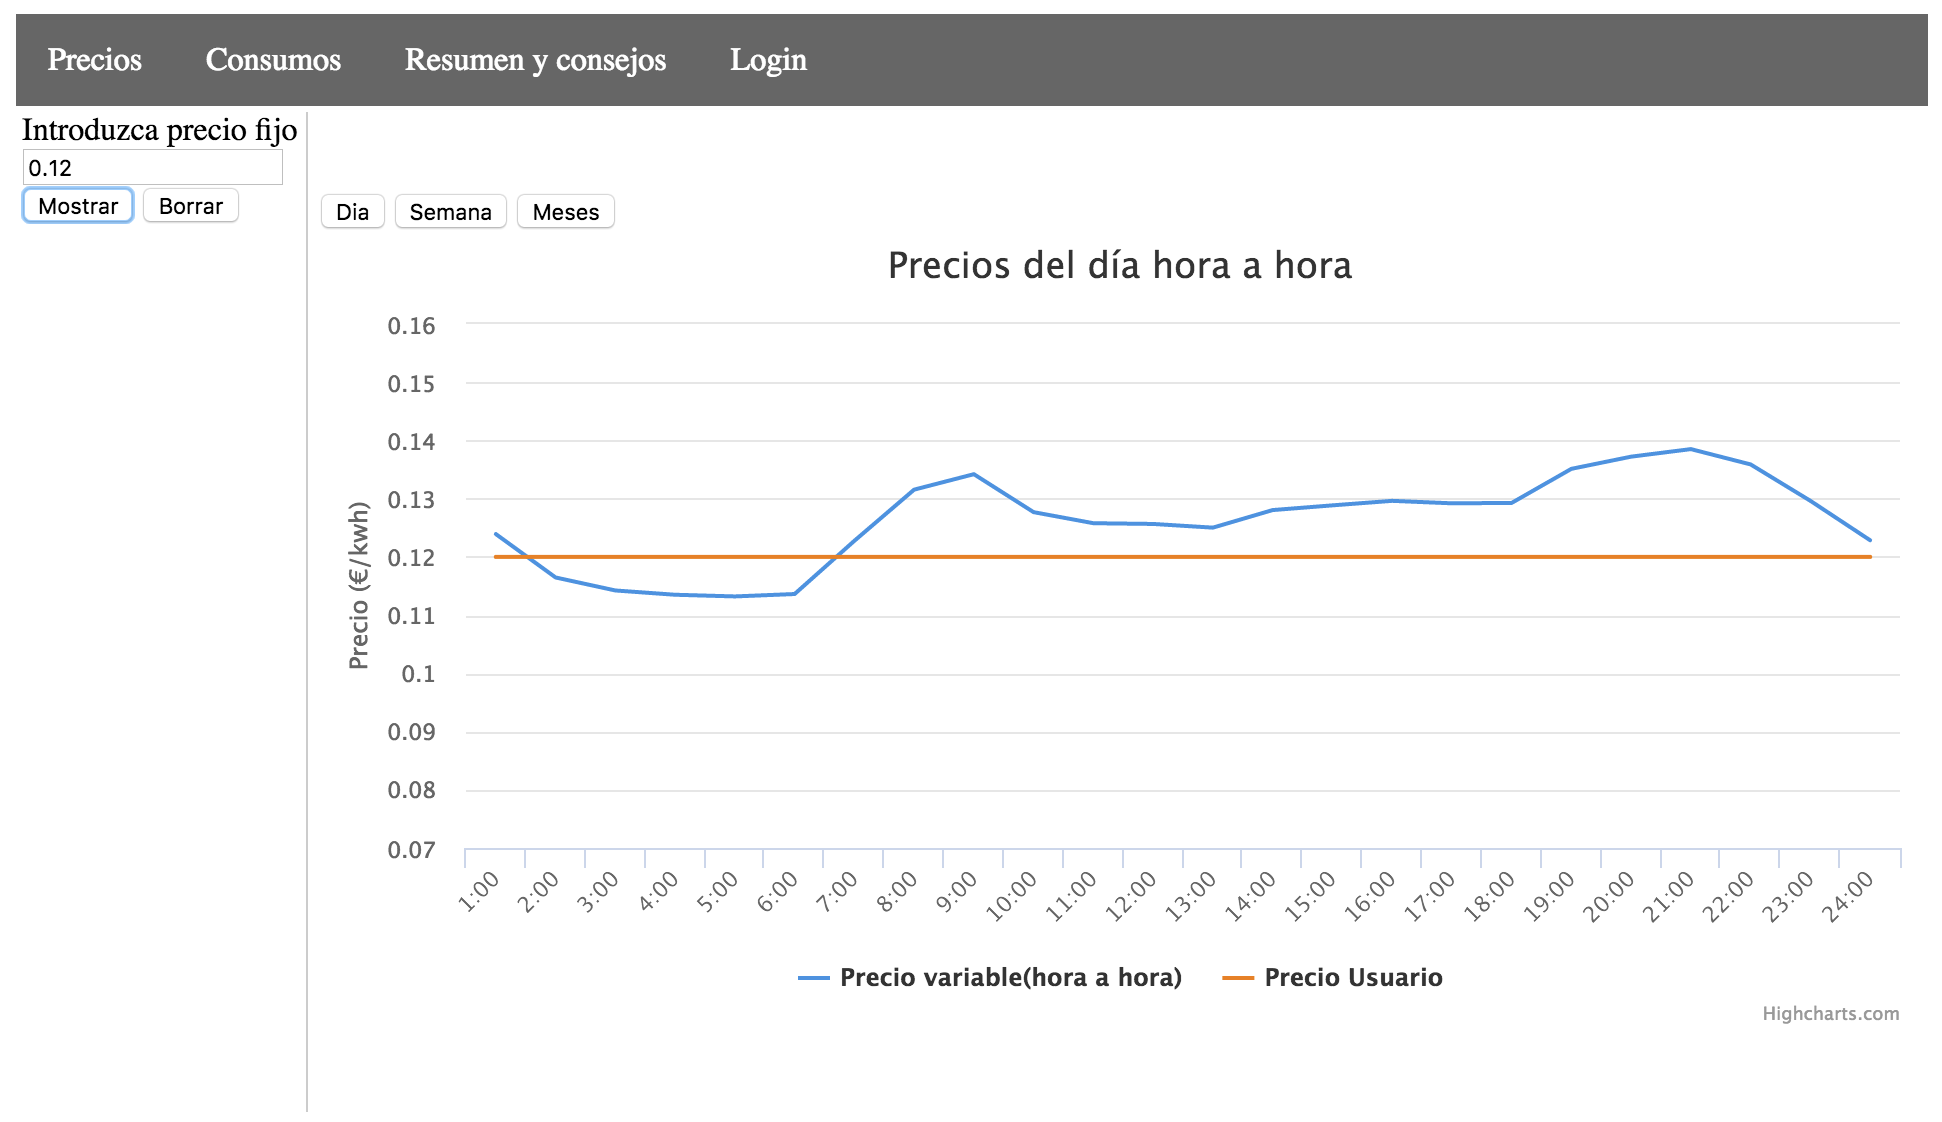 Precios Consumos Resumen y consejos Login
Introduzca precio fijo
0.12
Mostrar Borrar
Dia Semana Meses
Precios del día hora a hora
Precio (€/kwh)
0.16
0.15
0.14
0.13
0.12
0.11
0.1
0.09
0.08
0.07
1:00 2:00 3:00 4:00 5:00 6:00 7:00 8:00 9:00 10:00 11:00 12:00 13:00 14:00 15:00 16:00 17:00 18:00 19:00 20:00 21:00 22:00 23:00 24:00
Precio variable(hora a hora) Precio Usuario
Highcharts.com